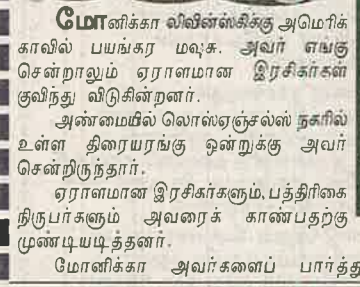 மோனிக்கா லிவின்ஸ்கிக்கு அமெரிக்
காவில் பயங்கர மவுசு. அவர் எங்கு
சென்றாலும் ஏராளமான இரசிகர்கள்
குவிந்து விடுகின்றனர்.
அண்மையில் லொஸ்ஏஞ்சல்ஸ் நகரில்
உள்ள திரையரங்கு ஒன்றுக்கு அவர்
சென்றிருந்தார்.
ஏராளமான இரசிகர்களும், பத்திரிகை
நிருபர்களும் அவரைக் காண்பதற்கு
முண்டியடித்தனர்.
மோனிக்கா அவர்களைப் பார்த்து